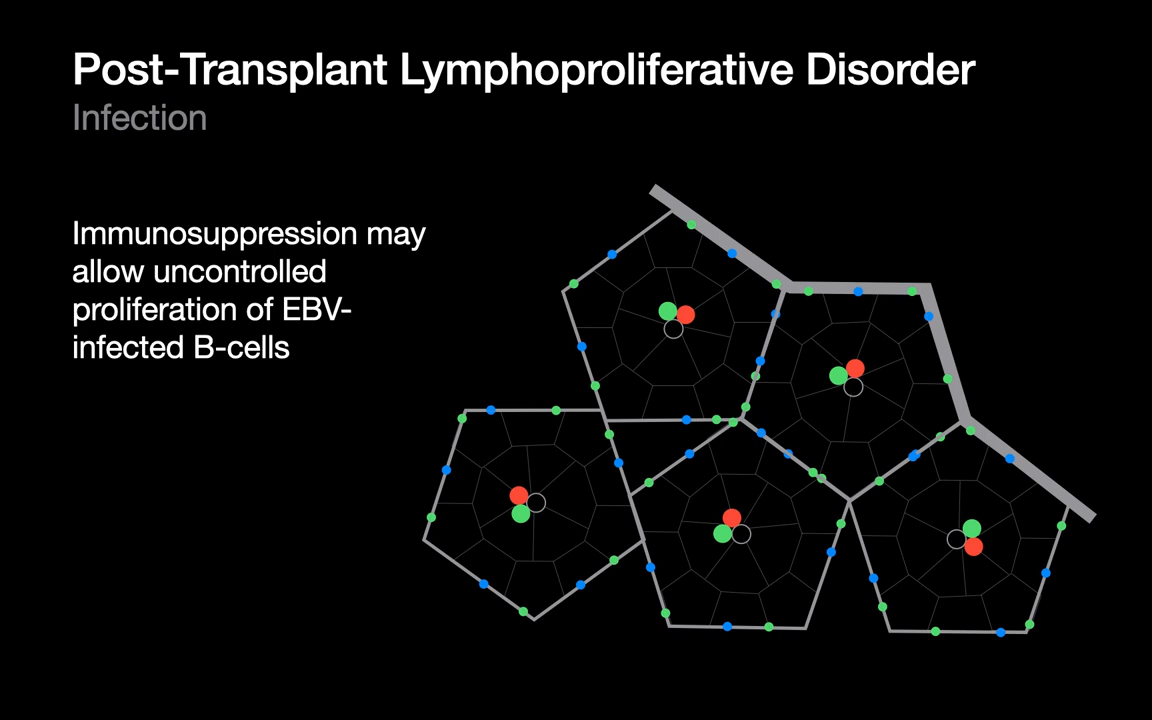 Post-Transplant Lymphoproliferative Disorder
Infection
Immunosuppression may
allow uncontrolled
proliferation of EBV-
infected B-cells